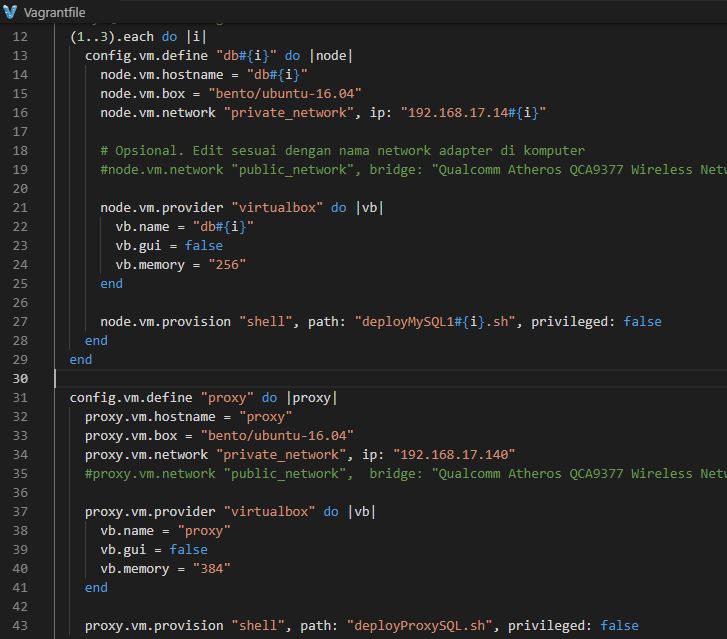 Vagrantfile
12 (1..3).each do |i|
13 config.vm.define "db#{i}" do |node|
14 node.vm.hostname = "db#{i}"
15 node.vm.box = "bento/ubuntu-16.04"
16 node.vm.network "private_network", ip: "192.168.17.14#{i}"
17
18 # Opsional. Edit sesuai dengan nama network adapter di komputer
19 #node.vm.network "public_network", bridge: "Qualcomm Atheros QCA9377 Wireless Netw
20
21 node.vm.provider "virtualbox" do |vb|
22 vb.name = "db#{i}"
23 vb.gui = false
24 vb.memory = "256"
25 end
26
27 node.vm.provision "shell", path: "deployMySQL1#{i}.sh", privileged: false
28 end
29 end
30
31 config.vm.define "proxy" do |proxy|
32 proxy.vm.hostname = "proxy"
33 proxy.vm.box = "bento/ubuntu-16.04"
34 proxy.vm.network "private_network", ip: "192.168.17.140"
35 #proxy.vm.network "public_network",  bridge: "Qualcomm Atheros QCA9377 Wireless Netw
36
37 proxy.vm.provider "virtualbox" do |vb|
38 vb.name = "proxy"
39 vb.gui = false
40 vb.memory = "384"
41 end
42
43 proxy.vm.provision "shell", path: "deployProxySQL.sh", privileged: false